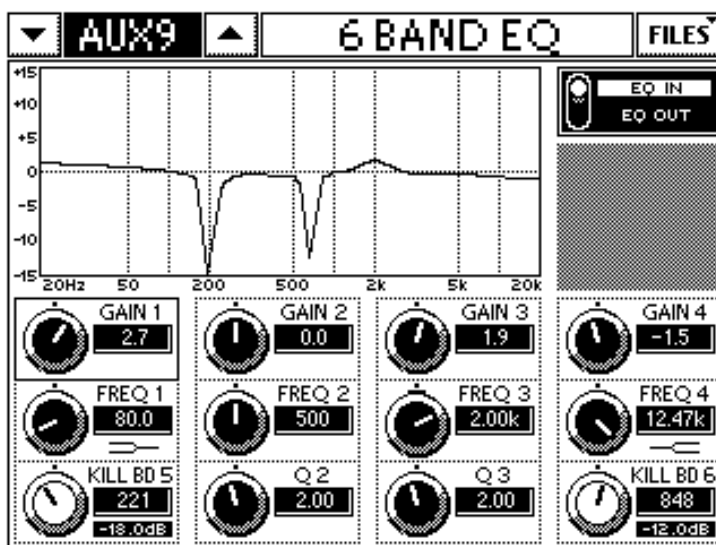 AUX9 6 BAND EQ FILES
+15
+10
+5
0
-5
-10
-15
20Hz 50 200 500 2k 5k 20k
EQ IN
EQ OUT
GAIN 1 GAIN 2 GAIN 3 GAIN 4
2.7 0.0 1.9 -1.5
FREQ 1 FREQ 2 FREQ 3 FREQ 4
80.0 500 2.00k 12.47k
KILL BD 5 Q 2 Q 3 KILL BD 6
221 2.00 2.00 848
-18.0dB -12.0dB